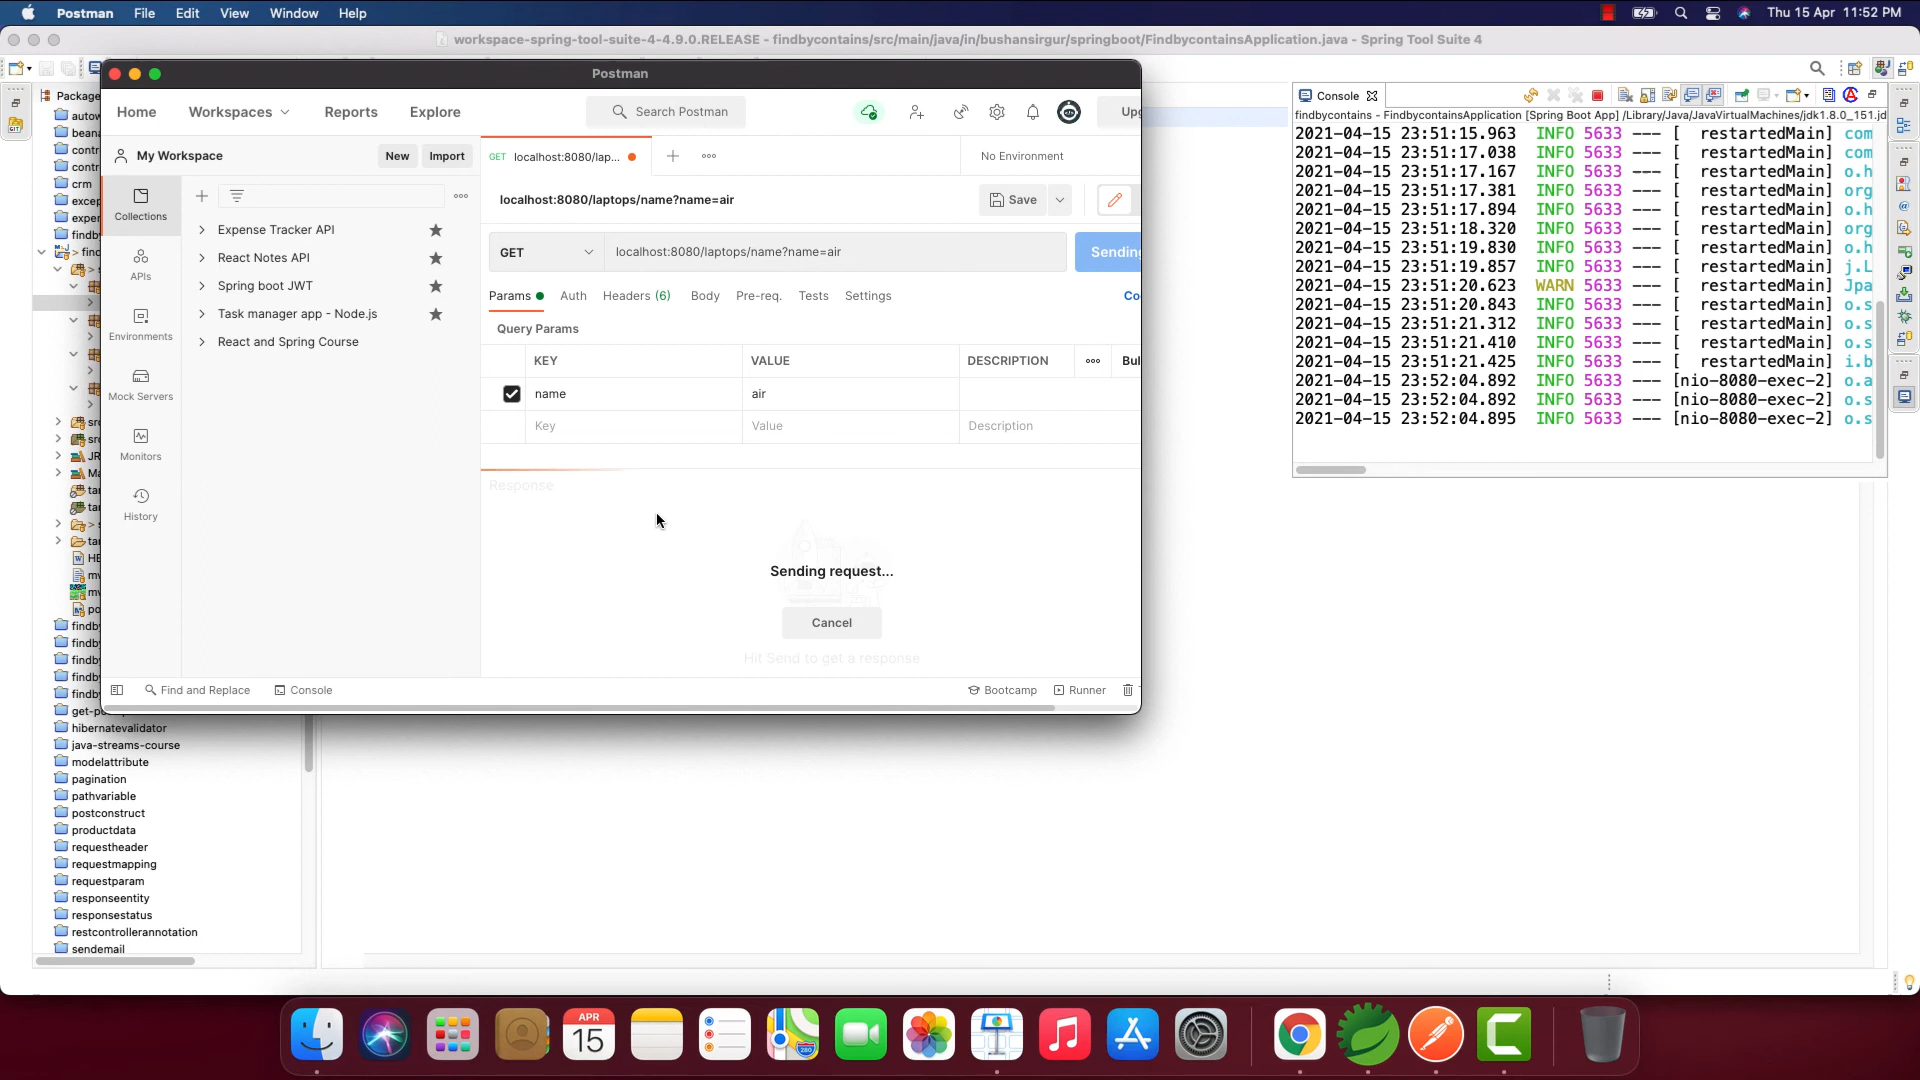 Postman File Edit View Window Help
Thu 15 Apr 11:52 PM
workspace-spring-tool-suite-4-4.9.0.RELEASE - findbycontains/src/main/java/in/bushansirgur/springboot/FindbycontainsApplication.java - Spring Tool Suite 4
Postman
Home Workspaces Reports Explore Search Postman
My Workspace New Import
GET localhost:8080/lap... No Environment
Collections
APIs
Environments
Mock Servers
Monitors
History
Expense Tracker API
React Notes API
Spring boot JWT
Task manager app - Node.js
React and Spring Course
localhost:8080/laptops/name?name=air Save
GET localhost:8080/laptops/name?name=air Sending
Params Auth Headers (6) Body Pre-req. Tests Settings
Query Params
KEY VALUE DESCRIPTION
name air
Key Value Description
Response
Sending request...
Cancel
Hit Send to get a response
Find and Replace Console Bootcamp Runner
hibernatevalidator
java-streams-course
modelattribute
pagination
pathvariable
postconstruct
productdata
requestheader
requestmapping
requestparam
responseentity
responsestatus
restcontrollerannotation
sendemail
Console
findbycontains - FindbycontainsApplication [Spring Boot App] /Library/Java/JavaVirtualMachines/jdk1.8.0_151.jd
2021-04-15 23:51:15.963 INFO 5633 --- [ restartedMain] com
2021-04-15 23:51:17.038 INFO 5633 --- [ restartedMain] com
2021-04-15 23:51:17.167 INFO 5633 --- [ restartedMain] o.h
2021-04-15 23:51:17.381 INFO 5633 --- [ restartedMain] org
2021-04-15 23:51:17.894 INFO 5633 --- [ restartedMain] o.h
2021-04-15 23:51:18.320 INFO 5633 --- [ restartedMain] org
2021-04-15 23:51:19.830 INFO 5633 --- [ restartedMain] o.h
2021-04-15 23:51:19.857 INFO 5633 --- [ restartedMain] j.L
2021-04-15 23:51:20.623 WARN 5633 --- [ restartedMain] Jpa
2021-04-15 23:51:20.843 INFO 5633 --- [ restartedMain] o.s
2021-04-15 23:51:21.312 INFO 5633 --- [ restartedMain] o.s
2021-04-15 23:51:21.410 INFO 5633 --- [ restartedMain] o.s
2021-04-15 23:51:21.425 INFO 5633 --- [ restartedMain] i.b
2021-04-15 23:52:04.892 INFO 5633 --- [nio-8080-exec-2] o.a
2021-04-15 23:52:04.892 INFO 5633 --- [nio-8080-exec-2] o.s
2021-04-15 23:52:04.895 INFO 5633 --- [nio-8080-exec-2] o.s
APR
15